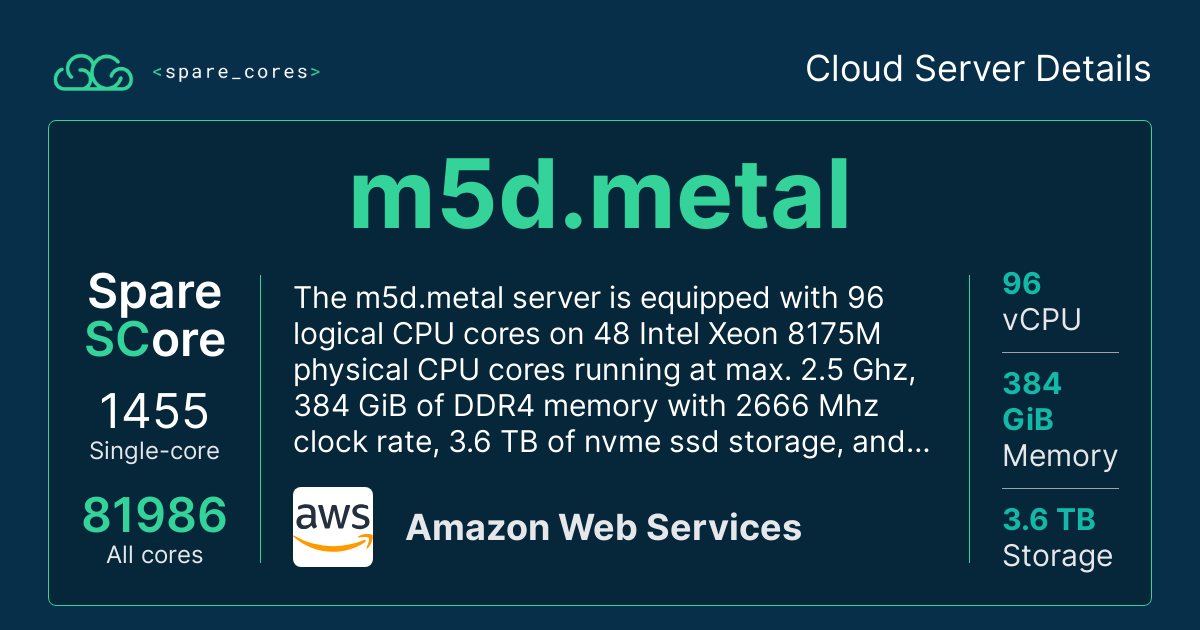 <spare_cores>
Cloud Server Details
m5d.metal
Spare
SCore
1455
Single-core
81986
All cores
The m5d.metal server is equipped with 96
logical CPU cores on 48 Intel Xeon 8175M
physical CPU cores running at max. 2.5 Ghz,
384 GiB of DDR4 memory with 2666 Mhz
clock rate, 3.6 TB of nvme ssd storage, and...
aws
Amazon Web Services
96
vCPU
384
GiB
Memory
3.6 TB
Storage